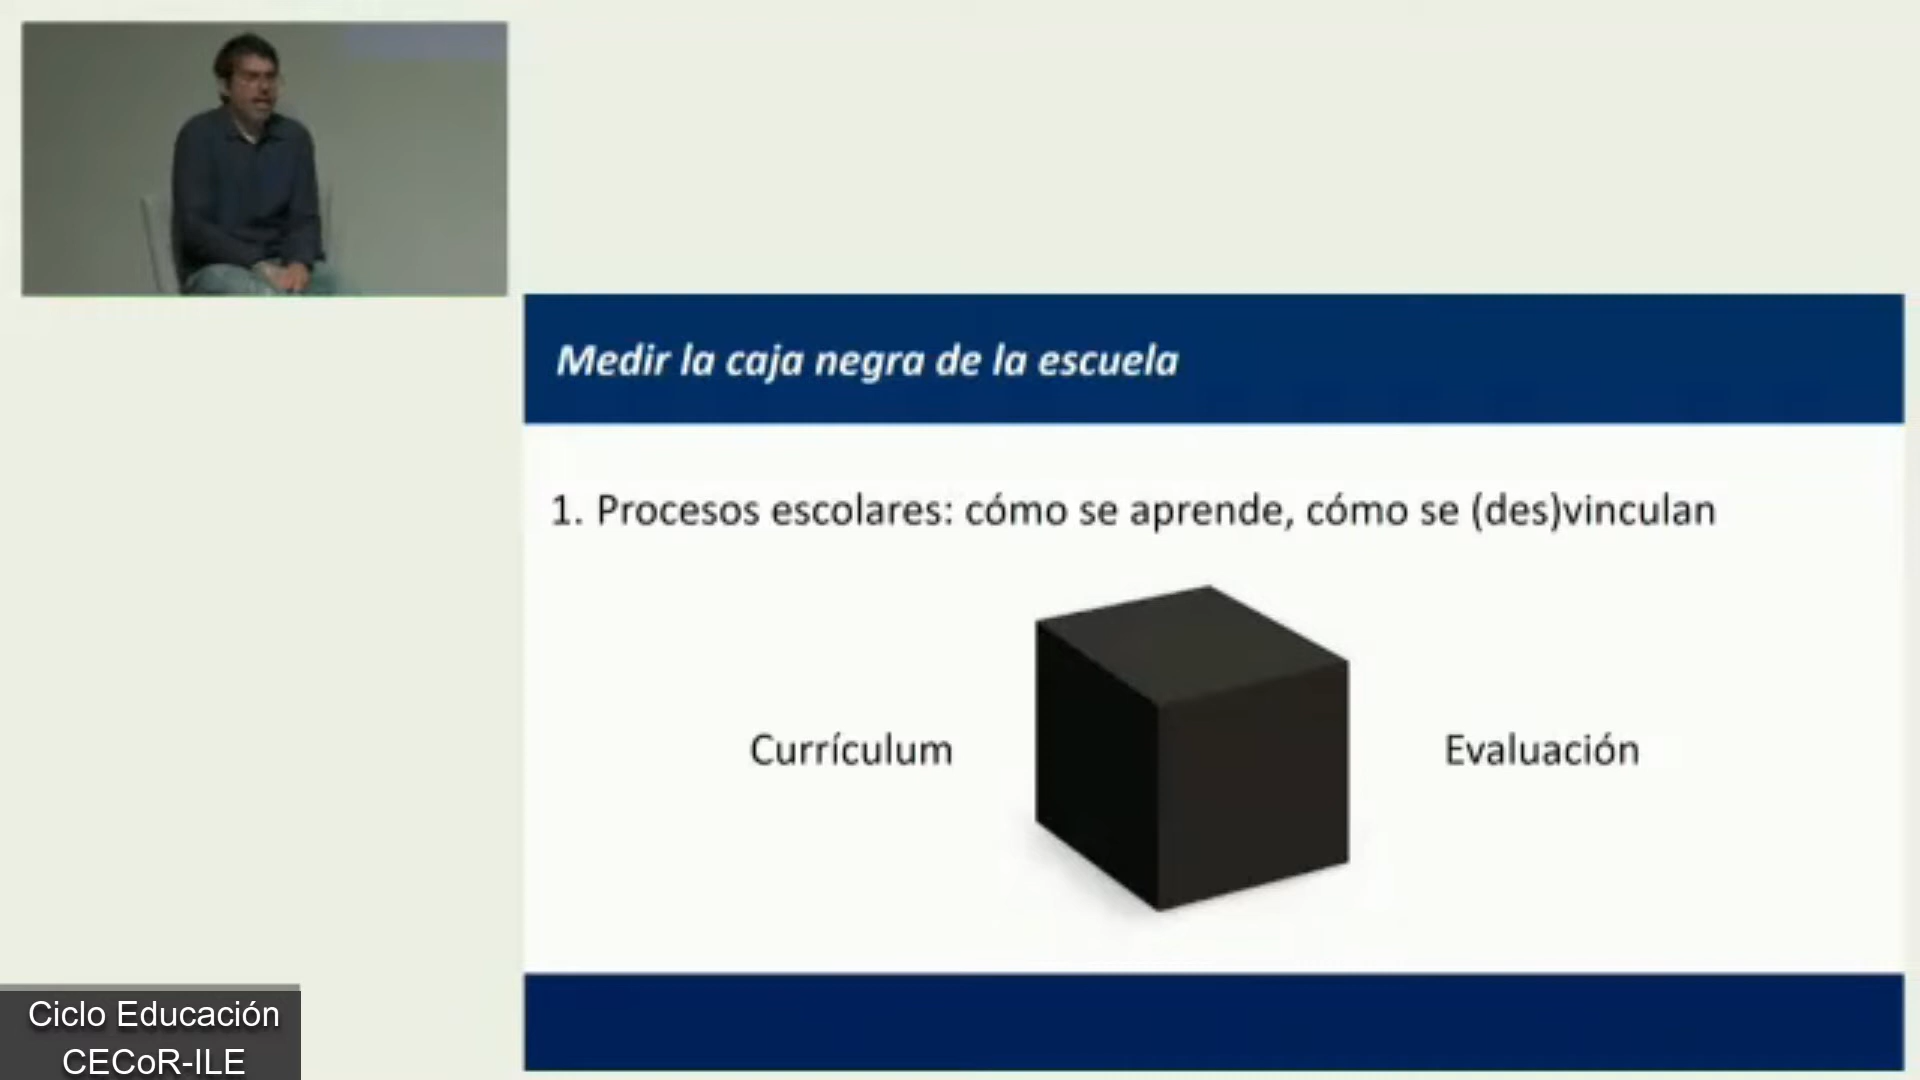 Medir la caja negra de la escuela
1. Procesos escolares: cómo se aprende, cómo se (des)vinculan
Currículum
Evaluación
Ciclo Educación
CECoR-ILE